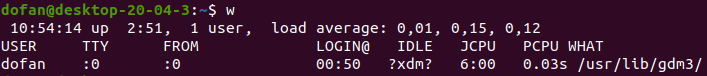 dofan@desktop-20-04-3:~$ w
 10:54:14 up  2:51,  1 user,  load average: 0,01, 0,15, 0,12
USER     TTY      FROM             LOGIN@   IDLE   JCPU   PCPU WHAT
dofan    :0       :0               00:50   ?xdm?   6:00   0.03s /usr/lib/gdm3/